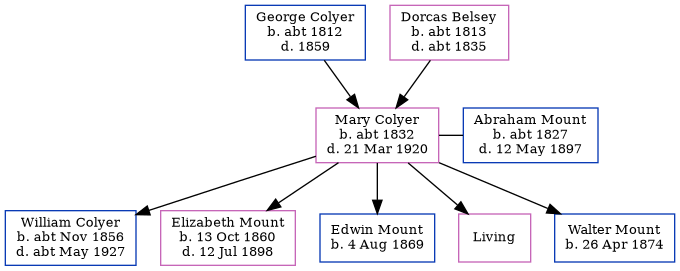 George Colyer
b. abt 1812
d. 1859
Dorcas Belsey
b. abt 1813
d. abt 1835
Mary Colyer
b. abt 1832
d. 21 Mar 1920
Abraham Mount
b. abt 1827
d. 12 May 1897
William Colyer
b. abt Nov 1856
d. abt May 1927
Elizabeth Mount
b. 13 Oct 1860
d. 12 Jul 1898
Edwin Mount
b. 4 Aug 1869
Living
Walter Mount
b. 26 Apr 1874